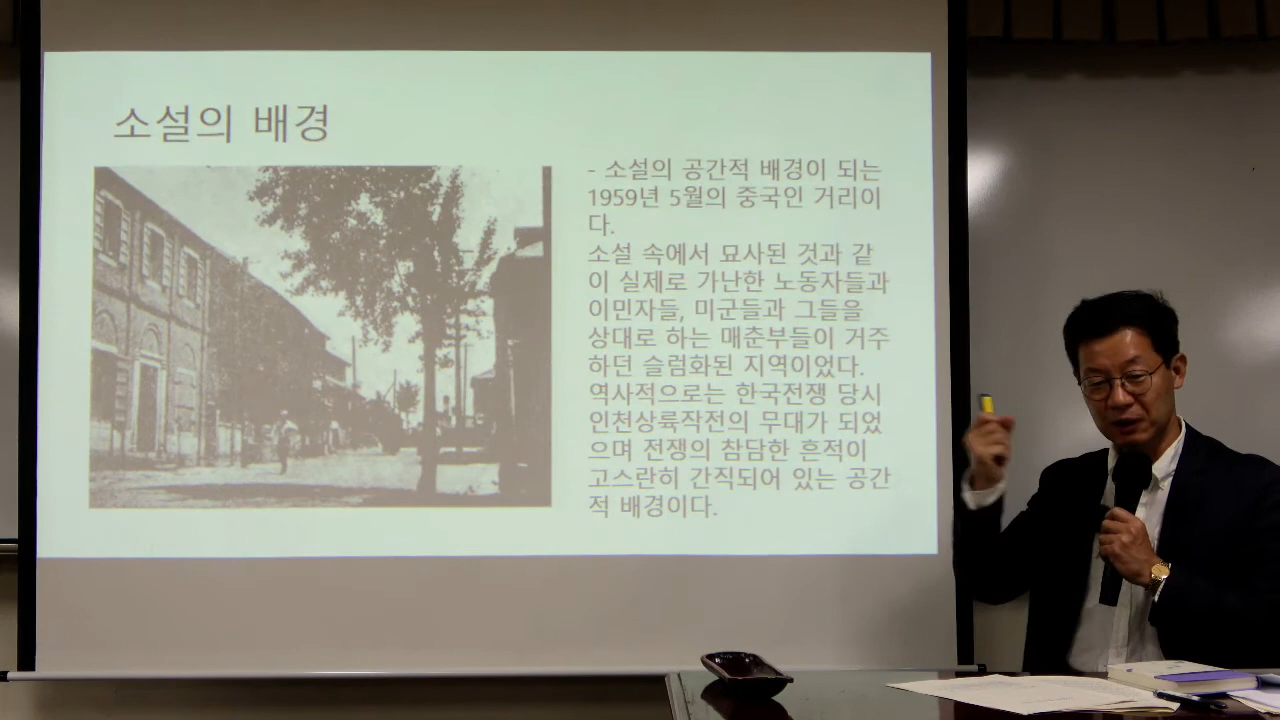 소설의 배경
- 소설의 공간적 배경이 되는
1959년 5월의 중국인 거리이
다.
소설 속에서 묘사된 것과 같
이 실제로 가난한 노동자들과
이민자들, 미군들과 그들을
상대로 하는 매춘부들이 거주
하던 슬럼화된 지역이었다.
역사적으로는 한국전쟁 당시
인천상륙작전의 무대가 되었
으며 전쟁의 참담한 흔적이
고스란히 간직되어 있는 공간
적 배경이다.